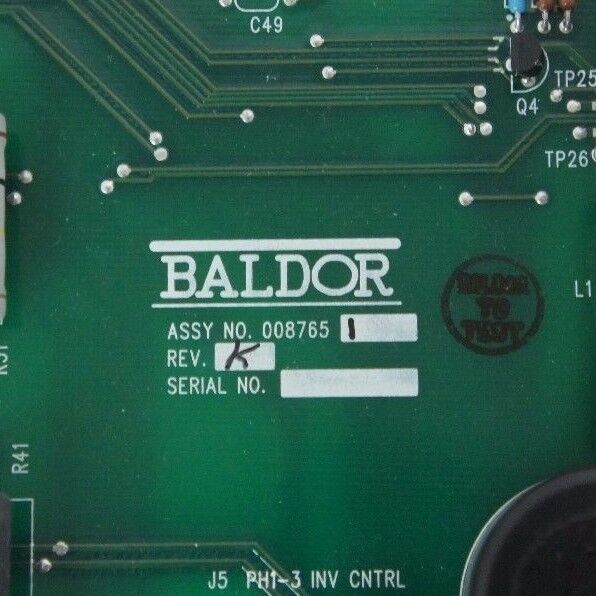 C49
TP25
Q4
TP26
BALDOR
L1
ASSY NO. 008765 1
REV. K
SERIAL NO.
R51
R41
J5 PH1-3 INV CNTRL